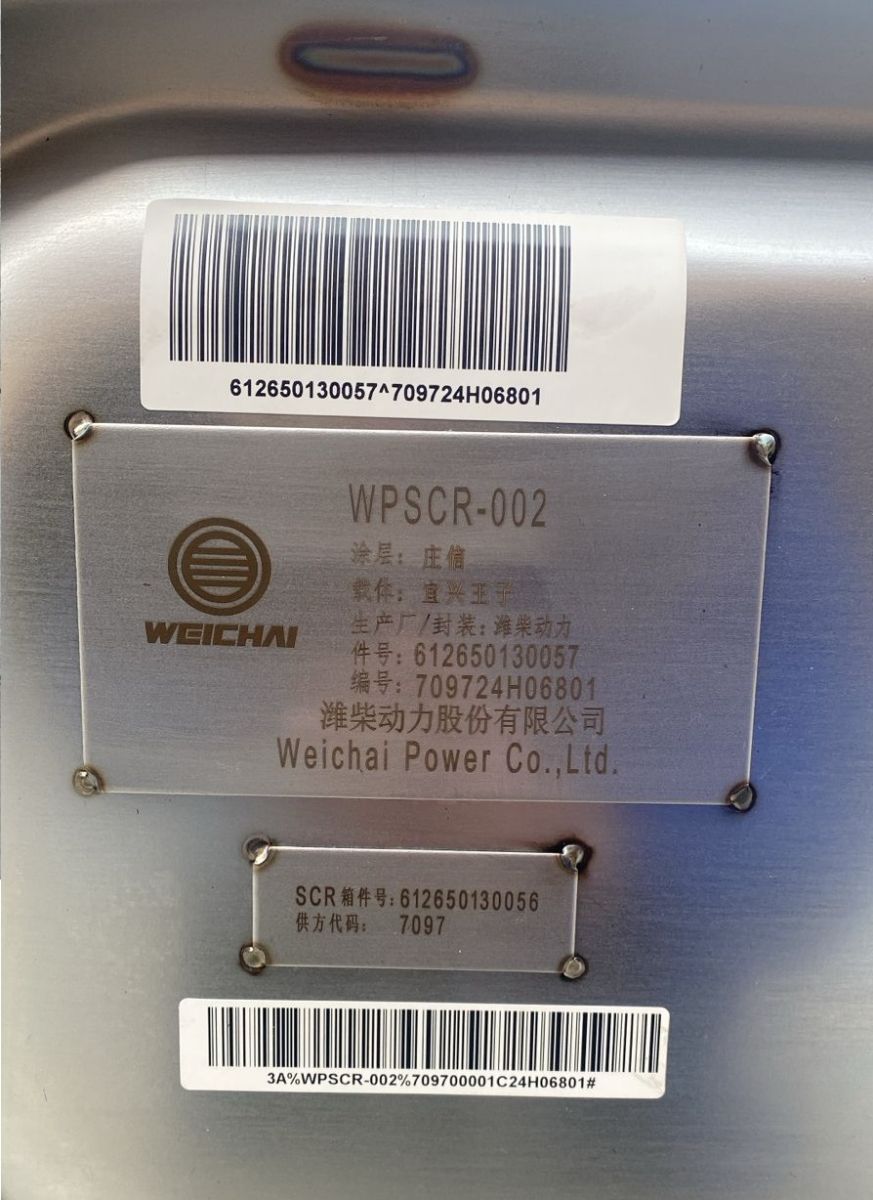 612650130057^709724H06801
WPSCR-002
涂层：庄信
载体：宜兴王子
生产厂/封装：潍柴动力
件号：612650130057
编号：709724H06801
WEICHAI
潍柴动力股份有限公司
Weichai Power Co.,Ltd.
SCR箱件号：612650130056
供方代码： 7097
3A%WPSCR-002%709700001C24H06801#